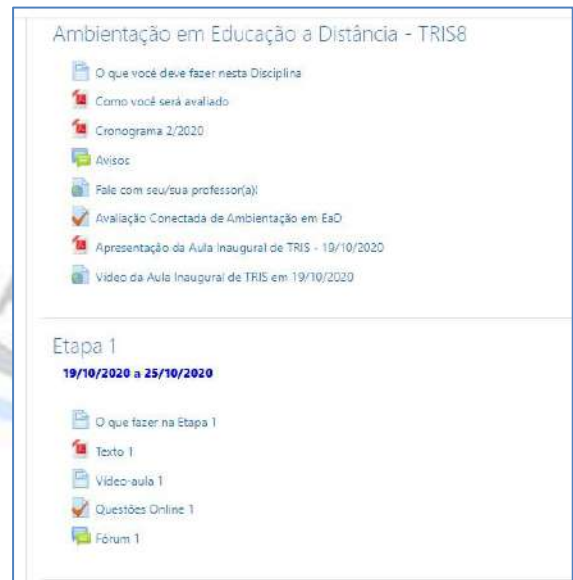 Ambientação em Educação a Distância - TRIS8
O que você deve fazer nesta Disciplina
Como você será avaliado
Cronograma 2/2020
Avisos
Fale com seu/sua professor(a)!
Avaliação Conectada de Ambientação em EaD
Apresentação da Aula Inaugural de TRIS - 19/10/2020
Vídeo da Aula Inaugural de TRIS em 19/10/2020
Etapa 1
19/10/2020 a 25/10/2020
O que fazer na Etapa 1
Texto 1
Vídeo-aula 1
Questões Online 1
Fórum 1